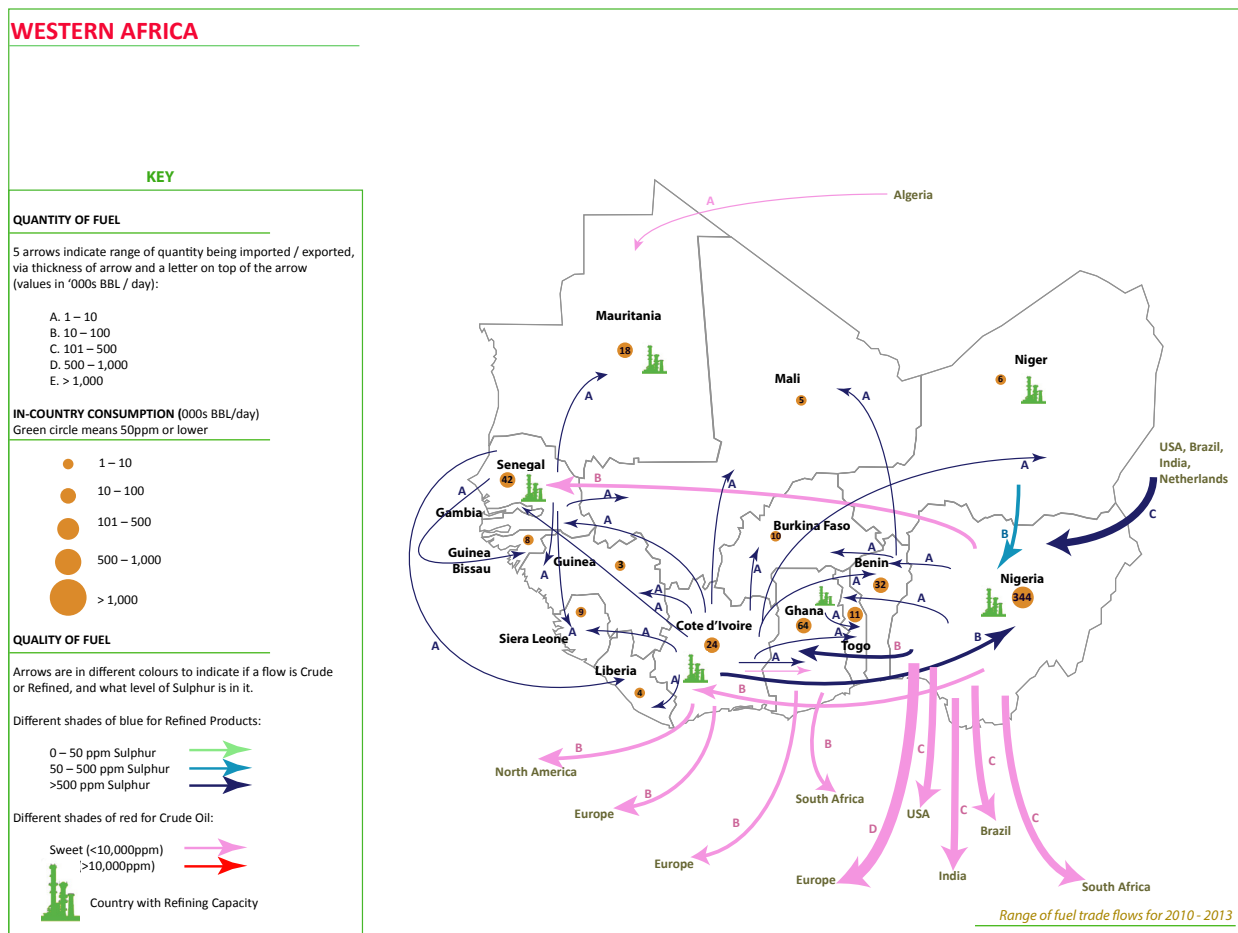 WESTERN AFRICA
KEY
QUANTITY OF FUEL
5 arrows indicate range of quantity being imported / exported,
via thickness of arrow and a letter on top of the arrow
(values in ‘000s BBL / day):
A. 1 – 10
B. 10 – 100
C. 101 – 500
D. 500 – 1,000
E. > 1,000
IN-COUNTRY CONSUMPTION (000s BBL/day)
Green circle means 50ppm or lower
1 – 10
10 – 100
101 – 500
500 – 1,000
> 1,000
QUALITY OF FUEL
Arrows are in different colours to indicate if a flow is Crude
or Refined, and what level of Sulphur is in it.
Different shades of blue for Refined Products:
0 – 50 ppm Sulphur
50 – 500 ppm Sulphur
>500 ppm Sulphur
Different shades of red for Crude Oil:
Sweet (<10,000ppm)
>10,000ppm)
Country with Refining Capacity
A
Algeria
Mauritania
18
A
Mali
5
A
Niger
6
USA, Brazil,
India,
Netherlands
C
Senegal
42
A
B
A
A
A
Gambia
A
8
Guinea
Bissau
Guinea
3
A
A
A
Burkina Faso
10
A
A
A
B
Benin
32
A
Nigeria
344
9
Siera Leone
A
A
Cote d’Ivoire
24
Ghana
64
A
A
11
A
Togo
A
B
B
A
Liberia
4
A
A
B
B
North America
B
Europe
B
Europe
B
South Africa
D
Europe
C
USA
C
India
C
Brazil
C
South Africa
Range of fuel trade flows for 2010 - 2013